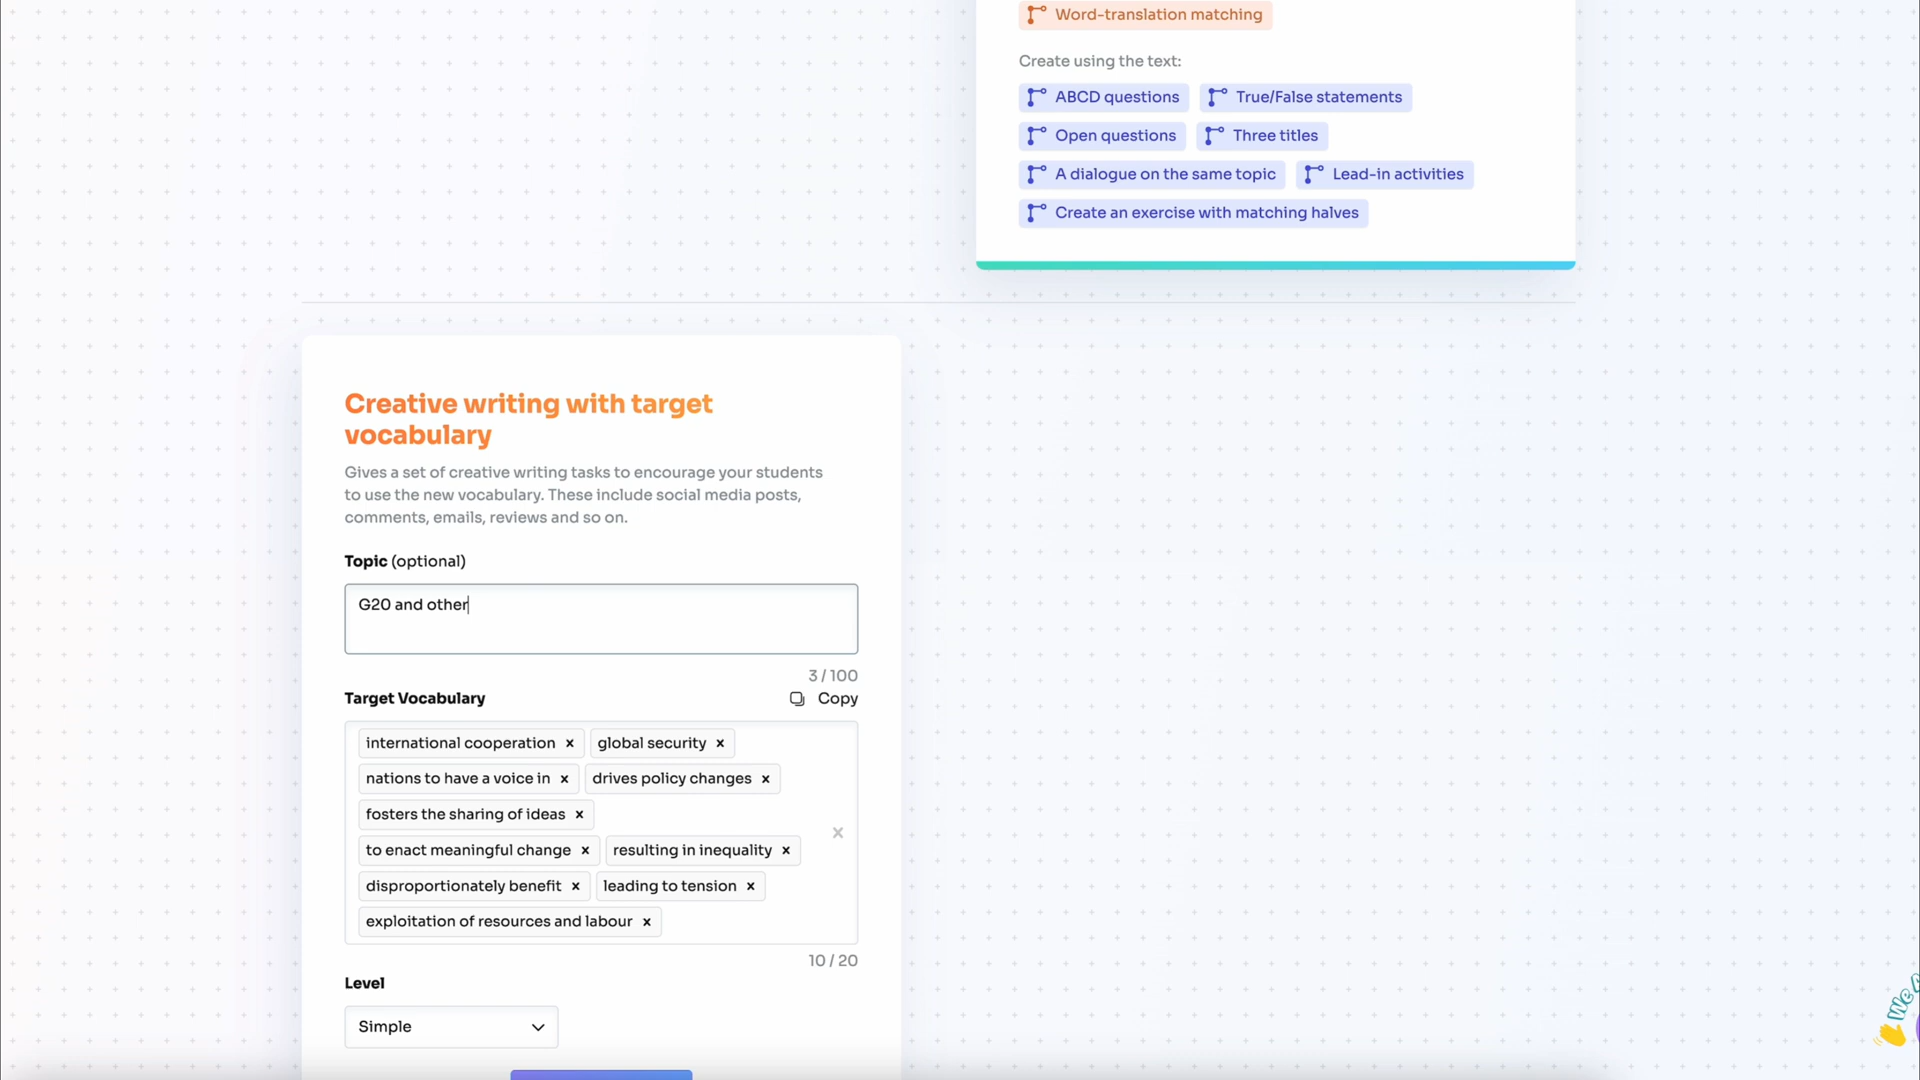 Word-translation matching
Create using the text:
ABCD questions
True/False statements
Open questions
Three titles
A dialogue on the same topic
Lead-in activities
Create an exercise with matching halves
Creative writing with target
vocabulary
Gives a set of creative writing tasks to encourage your students
to use the new vocabulary. These include social media posts,
comments, emails, reviews and so on.
Topic (optional)
G20 and other
3 / 100
Target Vocabulary
Copy
international cooperation ×
global security ×
nations to have a voice in ×
drives policy changes ×
fosters the sharing of ideas ×
to enact meaningful change ×
resulting in inequality ×
disproportionately benefit ×
leading to tension ×
exploitation of resources and labour ×
10 / 20
Level
Simple
We